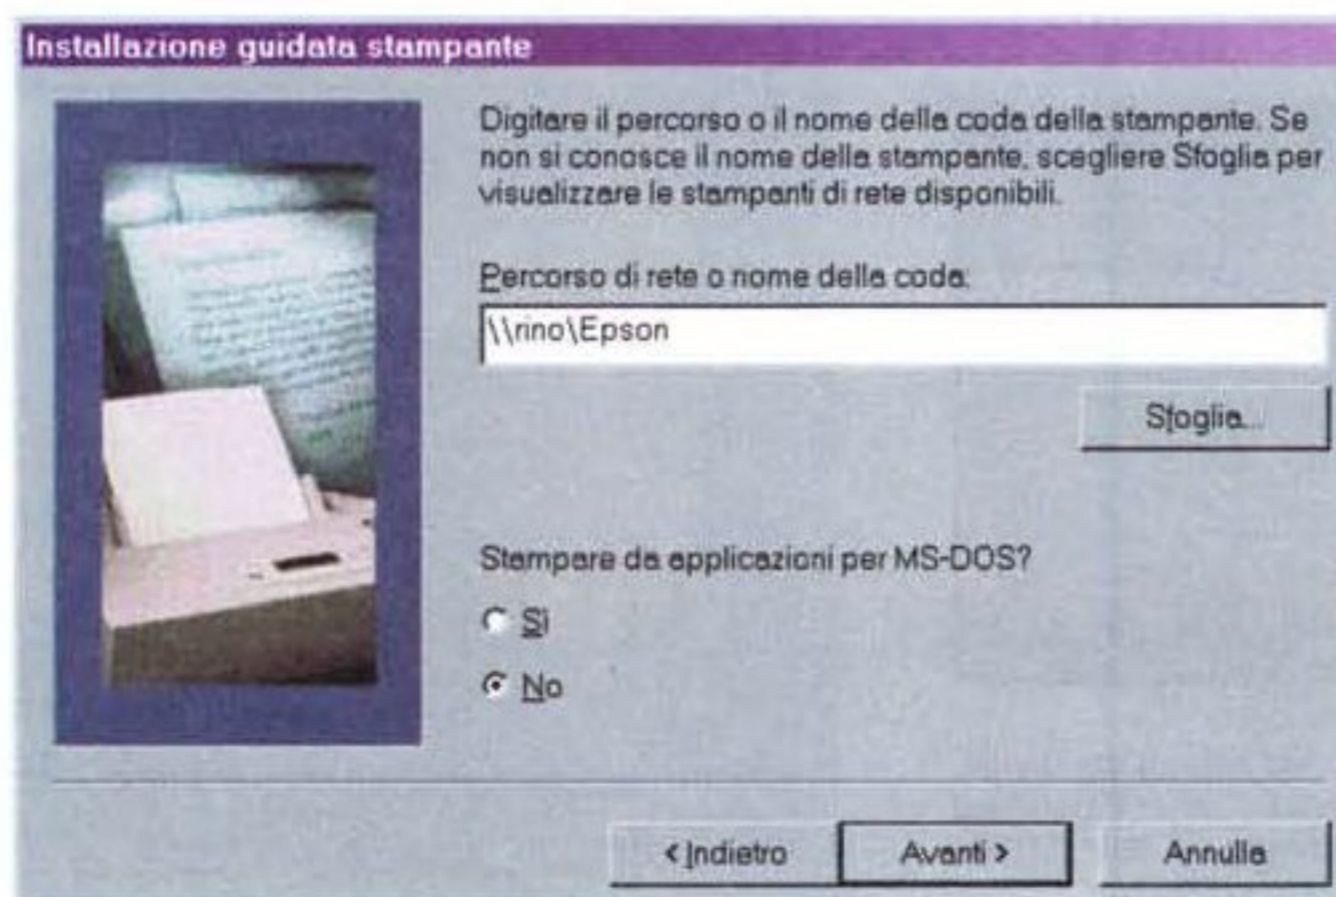 Installazione guidata stampante
Digitare il percorso o il nome della coda della stampante. Se
non si conosce il nome della stampante, scegliere Sfoglia per
visualizzare le stampanti di rete disponibili.
Percorso di rete o nome della coda:
\\rino\Epson
Sfoglia...
Stampare da applicazioni per MS-DOS?
Sì
No
< Indietro
Avanti >
Annulla